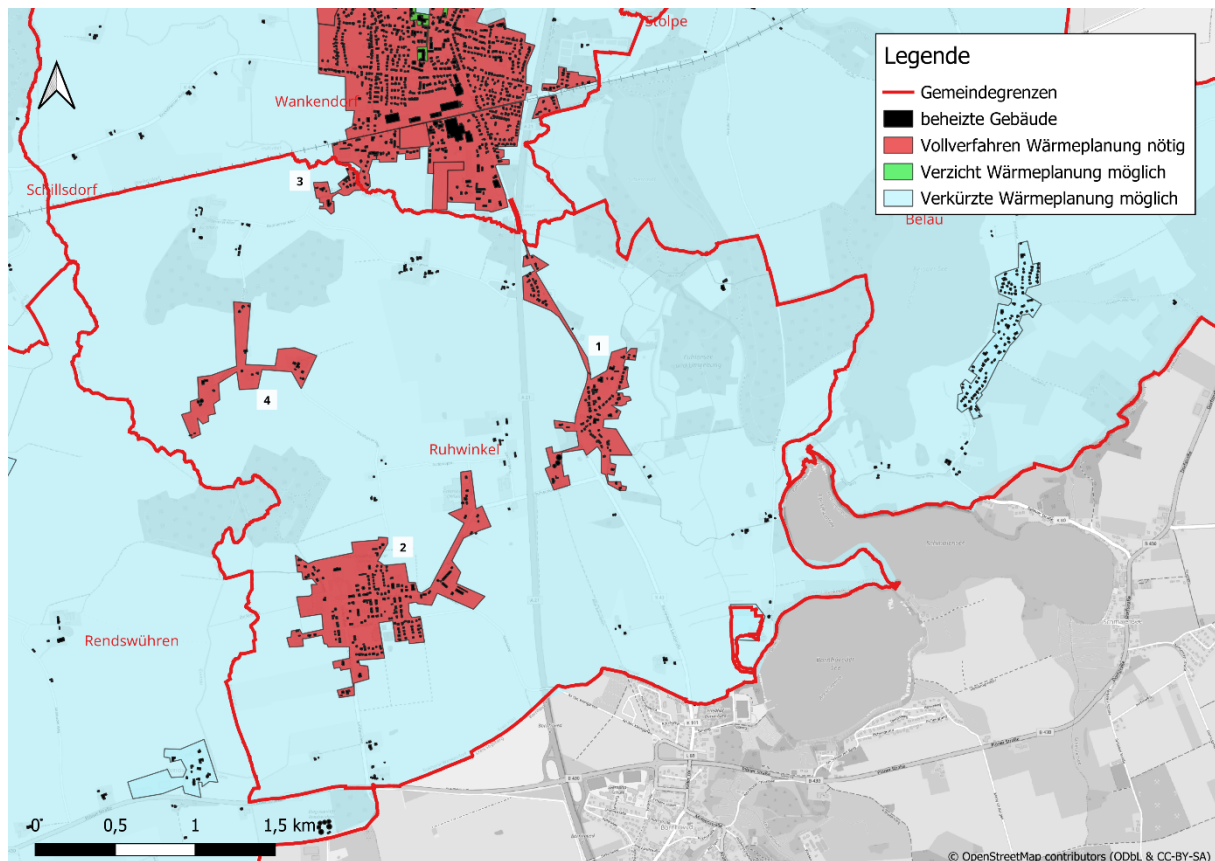 Stolpe
Legende
Gemeindegrenzen
beheizte Gebäude
Vollverfahren Wärmeplanung nötig
Verzicht Wärmeplanung möglich
Verkürzte Wärmeplanung möglich
Wankendorf
3
Schillsdorf
Belau
1
4
Ruhwinkel
2
Rendswühren
0 0,5 1 1,5 km
© OpenStreetMap contributors (ODbL & CC-BY-SA)